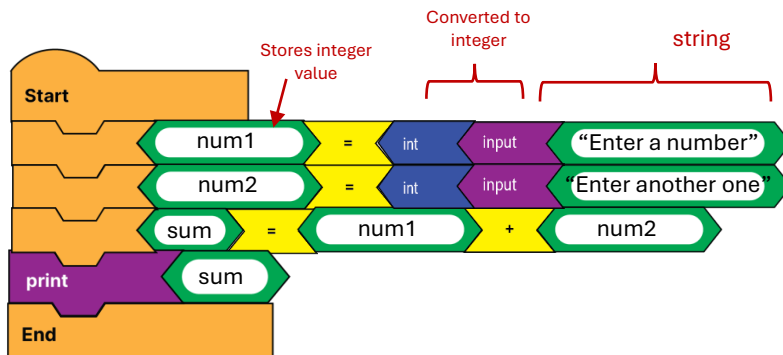 Stores integer
value
Converted to
integer
string
Start
num1 = int input “Enter a number”
num2 = int input “Enter another one”
sum = num1 + num2
print sum
End